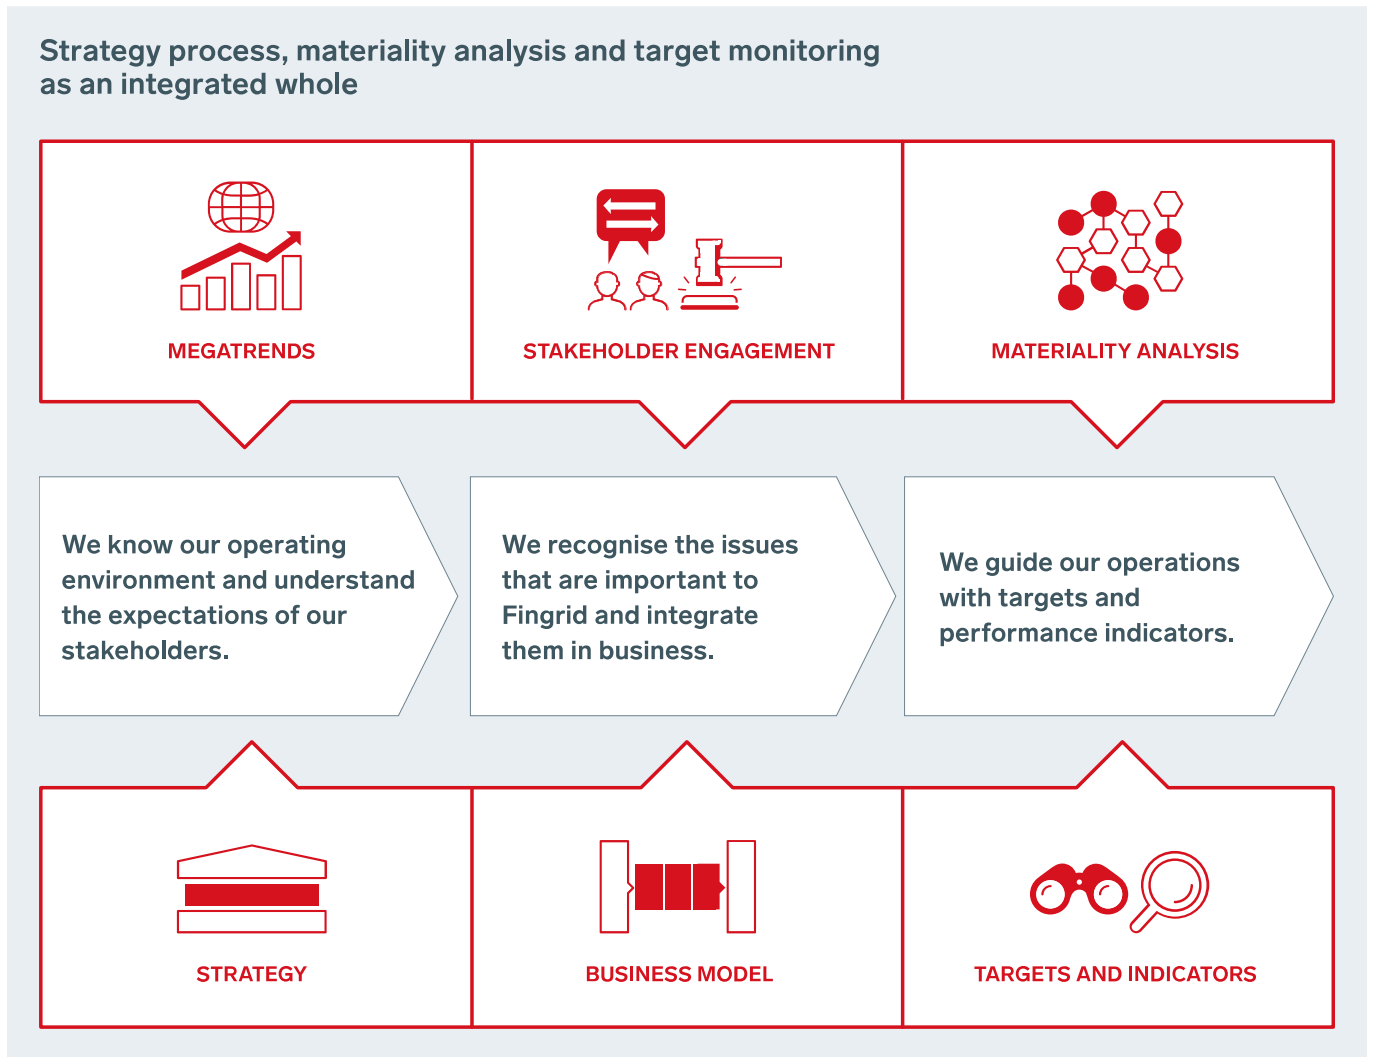 Strategy process, materiality analysis and target monitoring
as an integrated whole
MEGATRENDS
STAKEHOLDER ENGAGEMENT
MATERIALITY ANALYSIS
We know our operating
environment and understand
the expectations of our
stakeholders.
We recognise the issues
that are important to
Fingrid and integrate
them in business.
We guide our operations
with targets and
performance indicators.
STRATEGY
BUSINESS MODEL
TARGETS AND INDICATORS